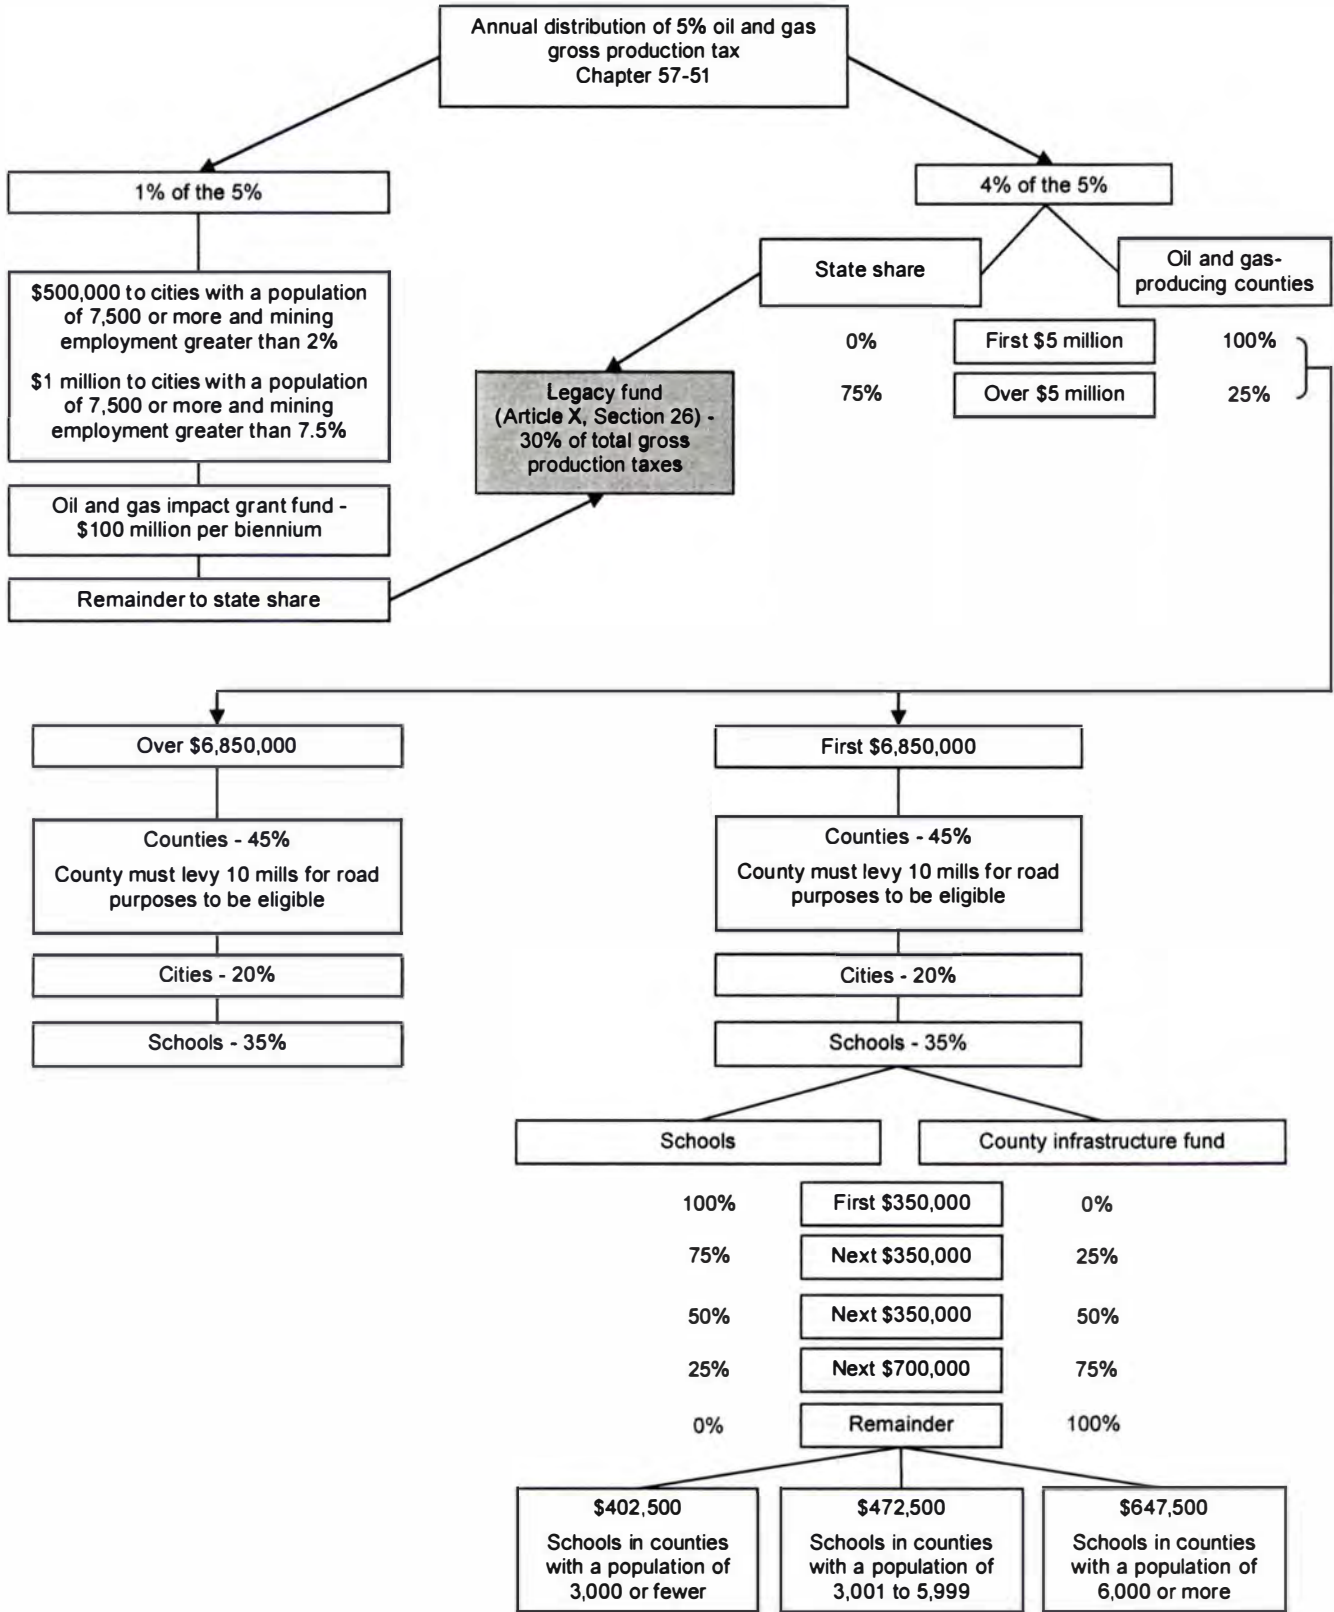 Annual distribution of 5% oil and gas
gross production tax
Chapter 57-51
1% of the 5%
4% of the 5%
$500,000 to cities with a population
of 7,500 or more and mining
employment greater than 2%
$1 million to cities with a population
of 7,500 or more and mining
employment greater than 7.5%
Oil and gas impact grant fund -
$100 million per biennium
Remainder to state share
State share
Oil and gas-
producing counties
0%
First $5 million
100%
75%
Over $5 million
25%
Legacy fund
(Article X, Section 26) -
30% of total gross
production taxes
Over $6,850,000
Counties - 45%
County must levy 10 mills for road
purposes to be eligible
Cities - 20%
Schools - 35%
First $6,850,000
Counties - 45%
County must levy 10 mills for road
purposes to be eligible
Cities - 20%
Schools - 35%
Schools
County infrastructure fund
100%
First $350,000
0%
75%
Next $350,000
25%
50%
Next $350,000
50%
25%
Next $700,000
75%
0%
Remainder
100%
$402,500
Schools in counties
with a population of
3,000 or fewer
$472,500
Schools in counties
with a population of
3,001 to 5,999
$647,500
Schools in counties
with a population of
6,000 or more